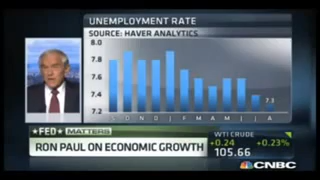 UNEMPLOYMENT RATE
SOURCE: HAVER ANALYTICS
8.0
7.8
7.6
7.4
7.2
7.3
S O N D J F M A M J J A
FED MATTERS
RON PAUL ON ECONOMIC GROWTH
WTI CRUDE
+0.24 +0.23%
105.66
CNBC